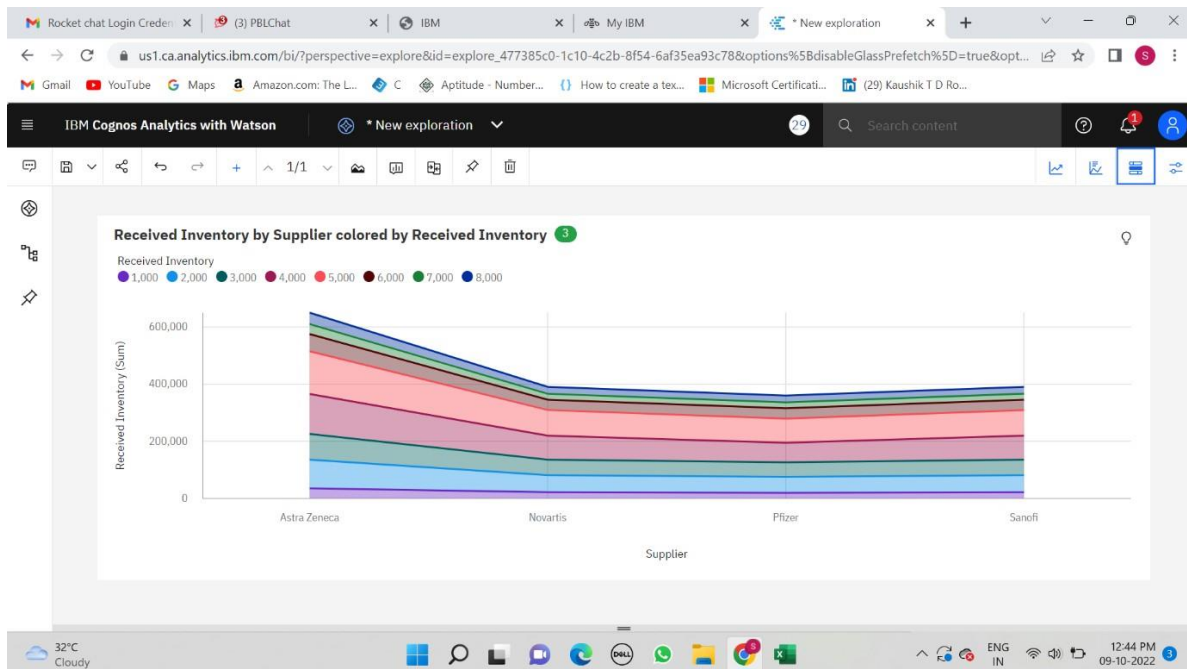 Rocket chat Login Creden
(3) PBLChat
IBM
My IBM
* New exploration
us1.ca.analytics.ibm.com/bi/?perspective=explore&id=explore_477385c0-1c10-4c2b-8f54-6af35ea93c78&options%5BdisableGlassPrefetch%5D=true&opt...
S
Gmail
YouTube
Maps
Amazon.com: The L...
C
Aptitude - Number...
How to create a tex...
Microsoft Certificati...
(29) Kaushik T D Ro...
IBM Cognos Analytics with Watson
* New exploration
29
Search content
1
1/1
Received Inventory by Supplier colored by Received Inventory 3
Received Inventory
1,000 2,000 3,000 4,000 5,000 6,000 7,000 8,000
Received Inventory (Sum)
600,000
400,000
200,000
0
Astra Zeneca Novartis Pfizer Sanofi
Supplier
32°C
Cloudy
DELL
ENG
IN
12:44 PM
09-10-2022
3